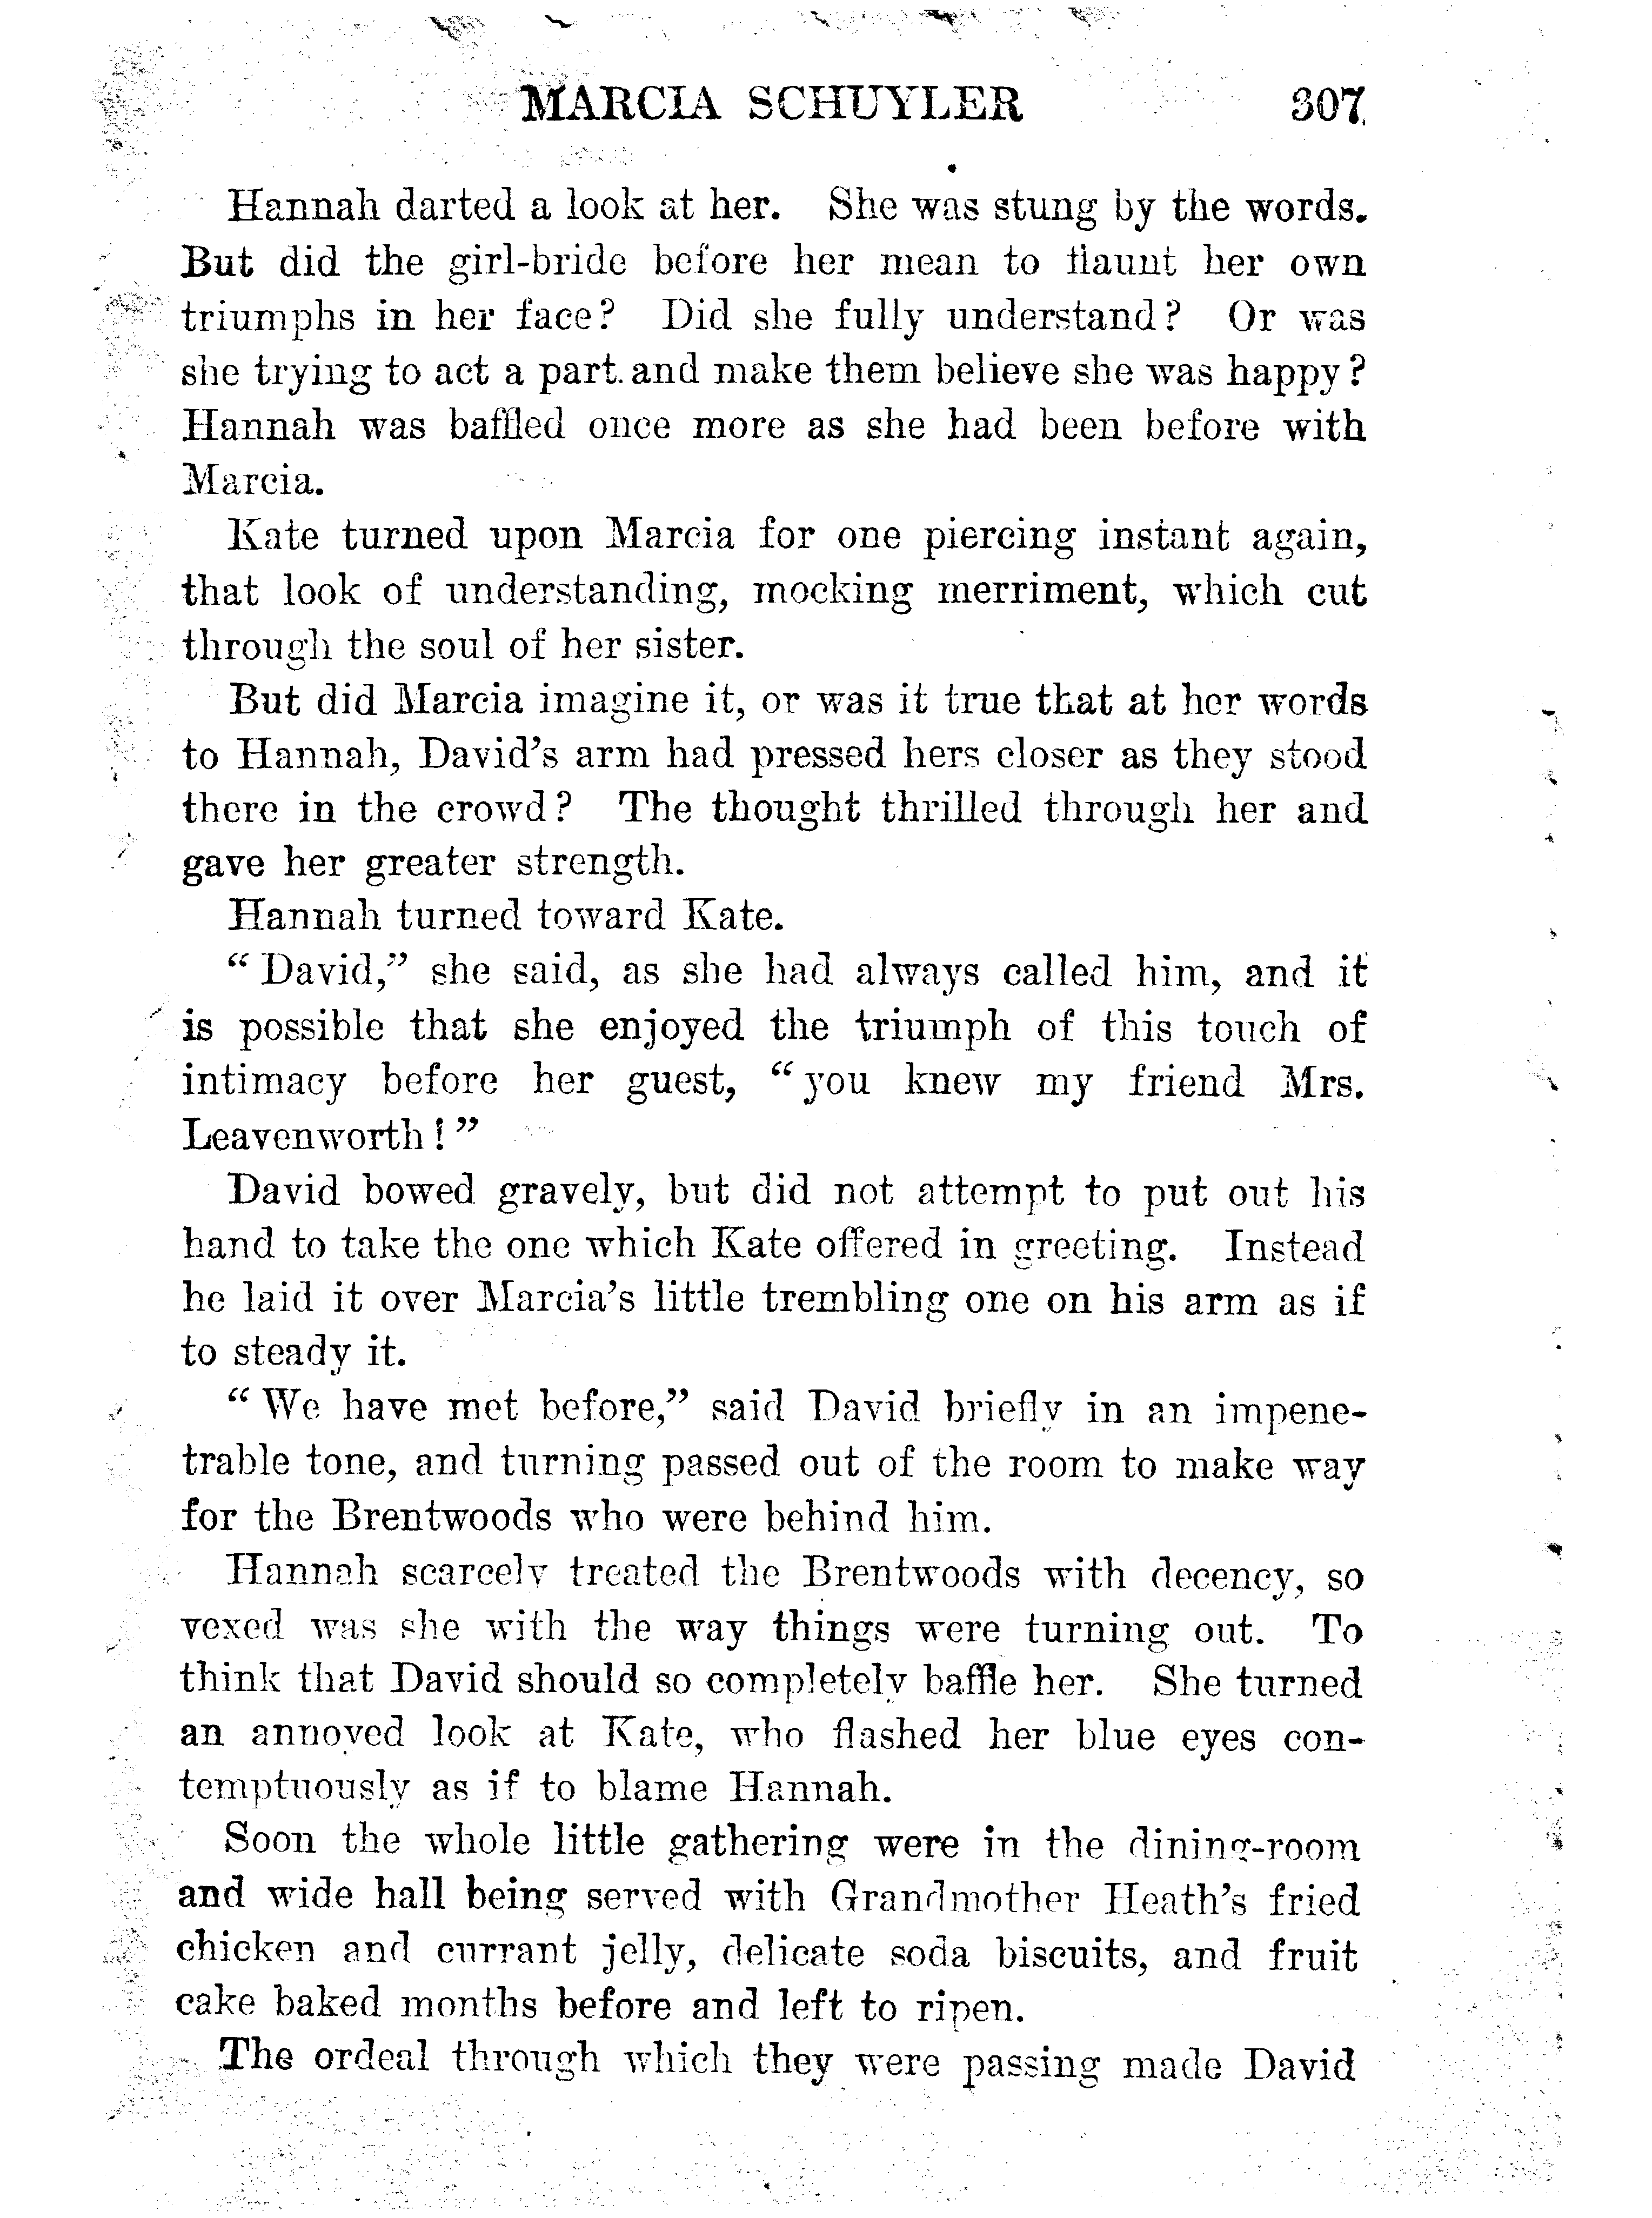 MARCIA SCHUYLER 307
Hannah darted a look at her. She was stung by the words.
But did the girl-bride before her mean to flaunt her own
triumphs in her face? Did she fully understand? Or was
she trying to act a part and make them believe she was happy?
Hannah was baffled once more as she had been before with
Marcia.
Kate turned upon Marcia for one piercing instant again,
that look of understanding, mocking merriment, which cut
through the soul of her sister.
But did Marcia imagine it, or was it true that at her words
to Hannah, David's arm had pressed hers closer as they stood
there in the crowd? The thought thrilled through her and
gave her greater strength.
Hannah turned toward Kate.
"David," she said, as she had always called him, and it
is possible that she enjoyed the triumph of this touch of
intimacy before her guest, "you knew my friend Mrs.
Leavenworth!"
David bowed gravely, but did not attempt to put out his
hand to take the one which Kate offered in greeting. Instead
he laid it over Marcia's little trembling one on his arm as if
to steady it.
"We have met before," said David briefly in an impene-
trable tone, and turning passed out of the room to make way
for the Brentwoods who were behind him.
Hannah scarcely treated the Brentwoods with decency, so
vexed was she with the way things were turning out. To
think that David should so completely baffle her. She turned
an annoyed look at Kate, who flashed her blue eyes con-
temptuously as if to blame Hannah.
Soon the whole little gathering were in the dining-room
and wide hall being served with Grandmother Heath's fried
chicken and currant jelly, delicate soda biscuits, and fruit
cake baked months before and left to ripen.
The ordeal through which they were passing made David